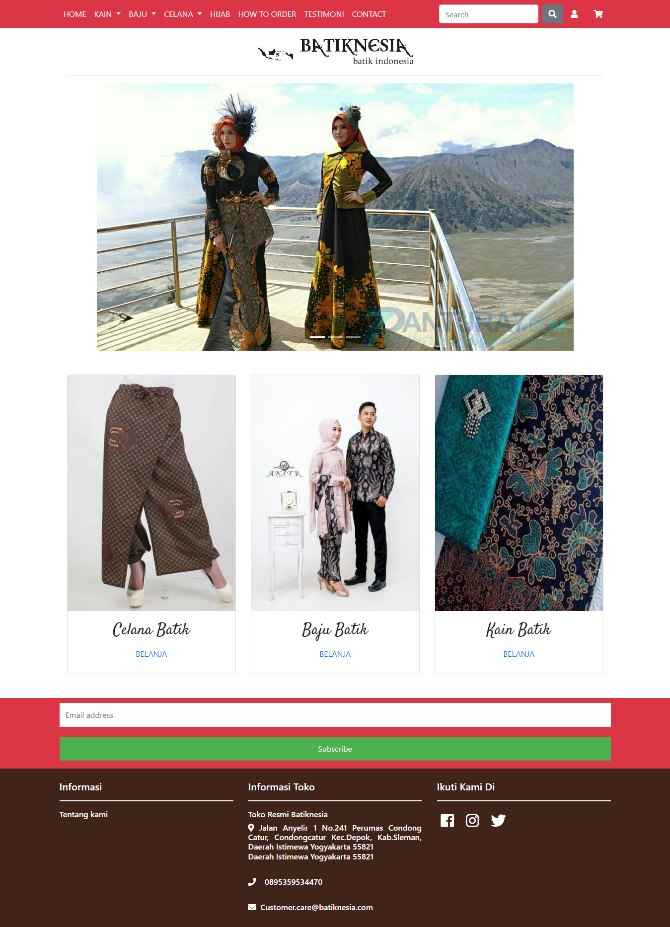 HOME KAIN BAJU CELANA HIJAB HOW TO ORDER TESTIMONI CONTACT Search
BATIKNESIA
batik indonesia
AKITR
Celana Batik
Baju Batik
Kain Batik
BELANJA
BELANJA
BELANJA
Email address
Subscribe
Informasi
Tentang kami
Informasi Toko
Toko Resmi Batiknesia
Jalan Anyelir 1 No.241 Perumas Condong
Catur, Condongcatur Kec.Depok, Kab.Sleman,
Daerah Istimewa Yogyakarta 55821
Daerah Istimewa Yogyakarta 55821
0895359534470
Customer.care@batiknesia.com
Ikuti Kami Di